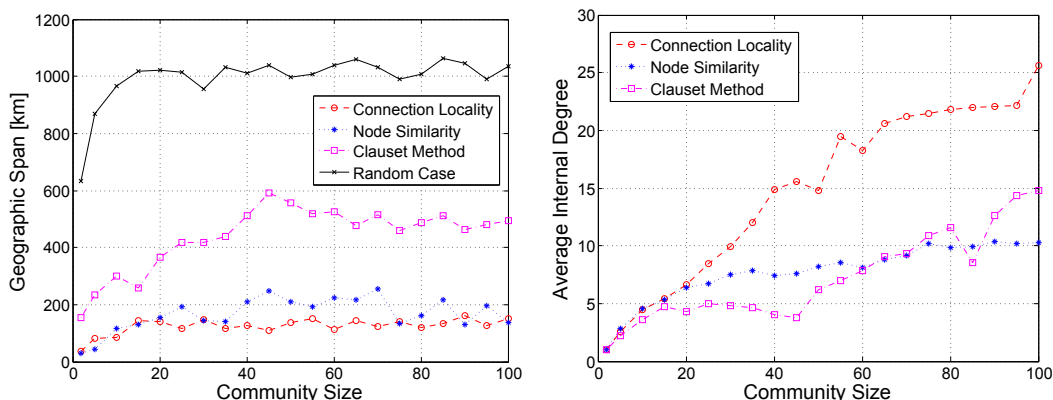 1200
1000
800
600
400
200
0
0
20
40
60
80
100
Geographic Span [km]
Community Size
Connection Locality
Node Similarity
Clauset Method
Random Case
30
25
20
15
10
5
0
0
20
40
60
80
100
Average Internal Degree
Community Size
Connection Locality
Node Similarity
Clauset Method